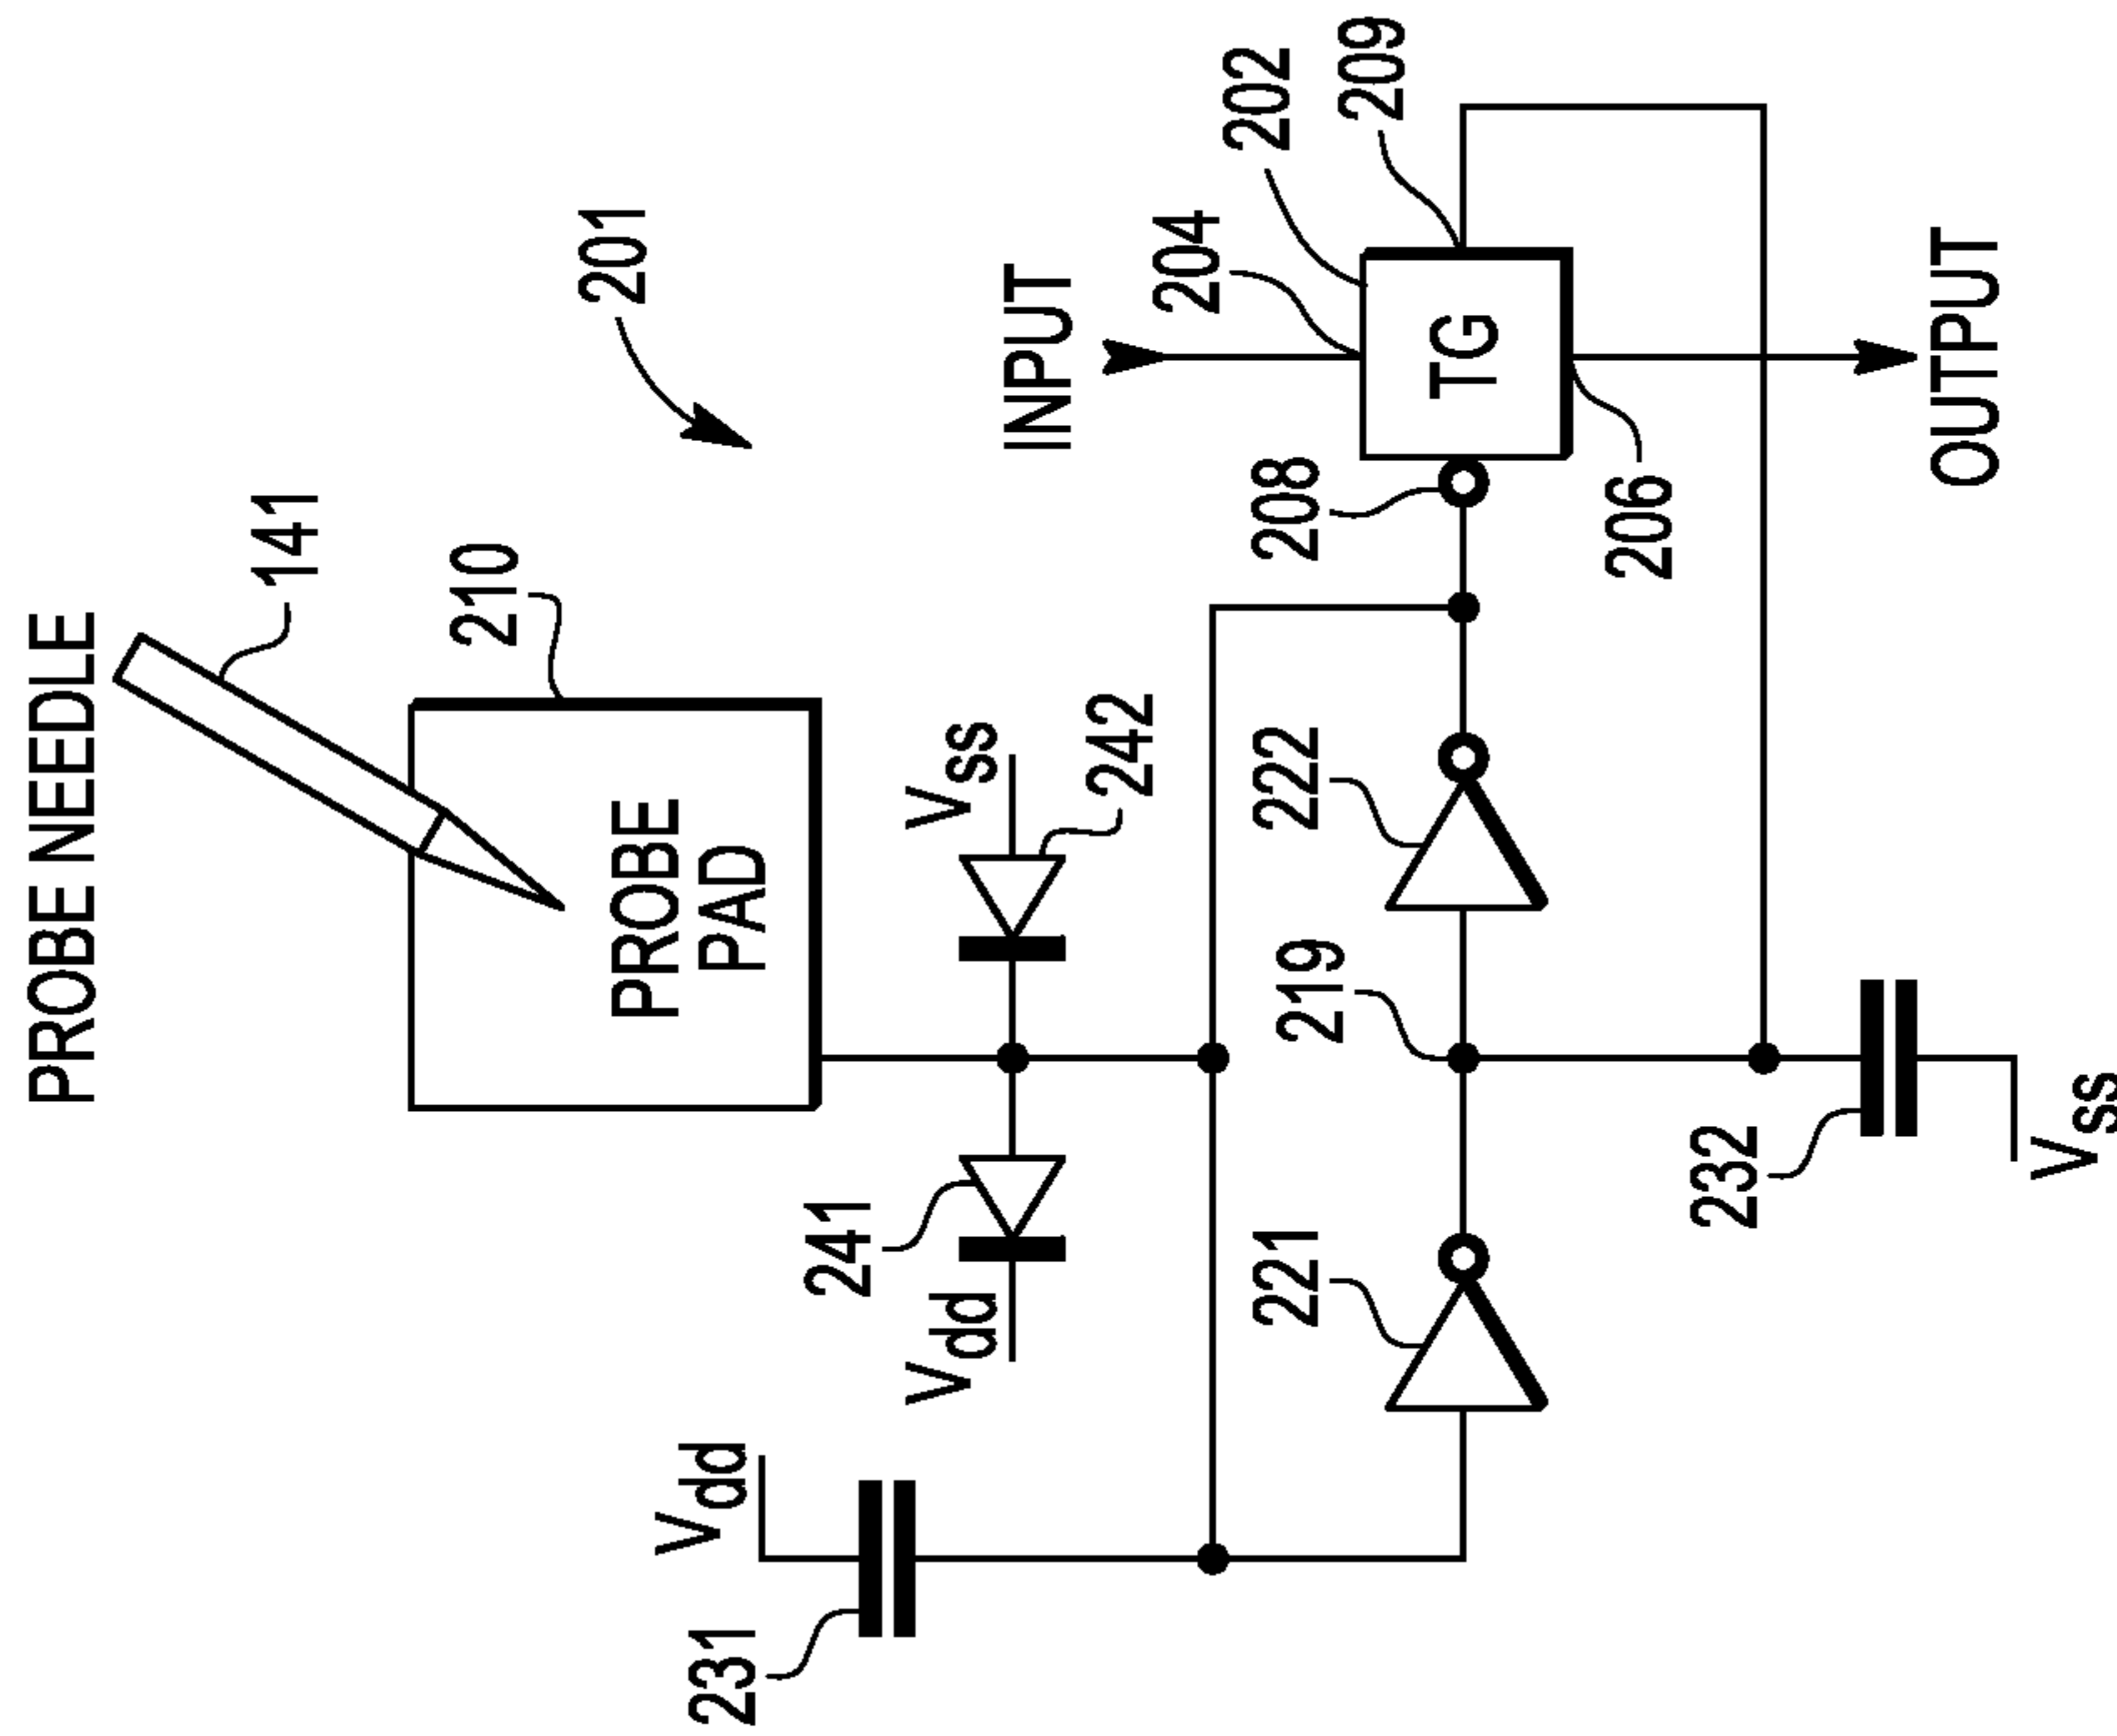 PROBE NEEDLE
141
210
201
PROBE
PAD
Vss
242
241
Vdd
Vdd
231
INPUT
204
202
209
TG
208
206
222
219
221
232
Vss
OUTPUT